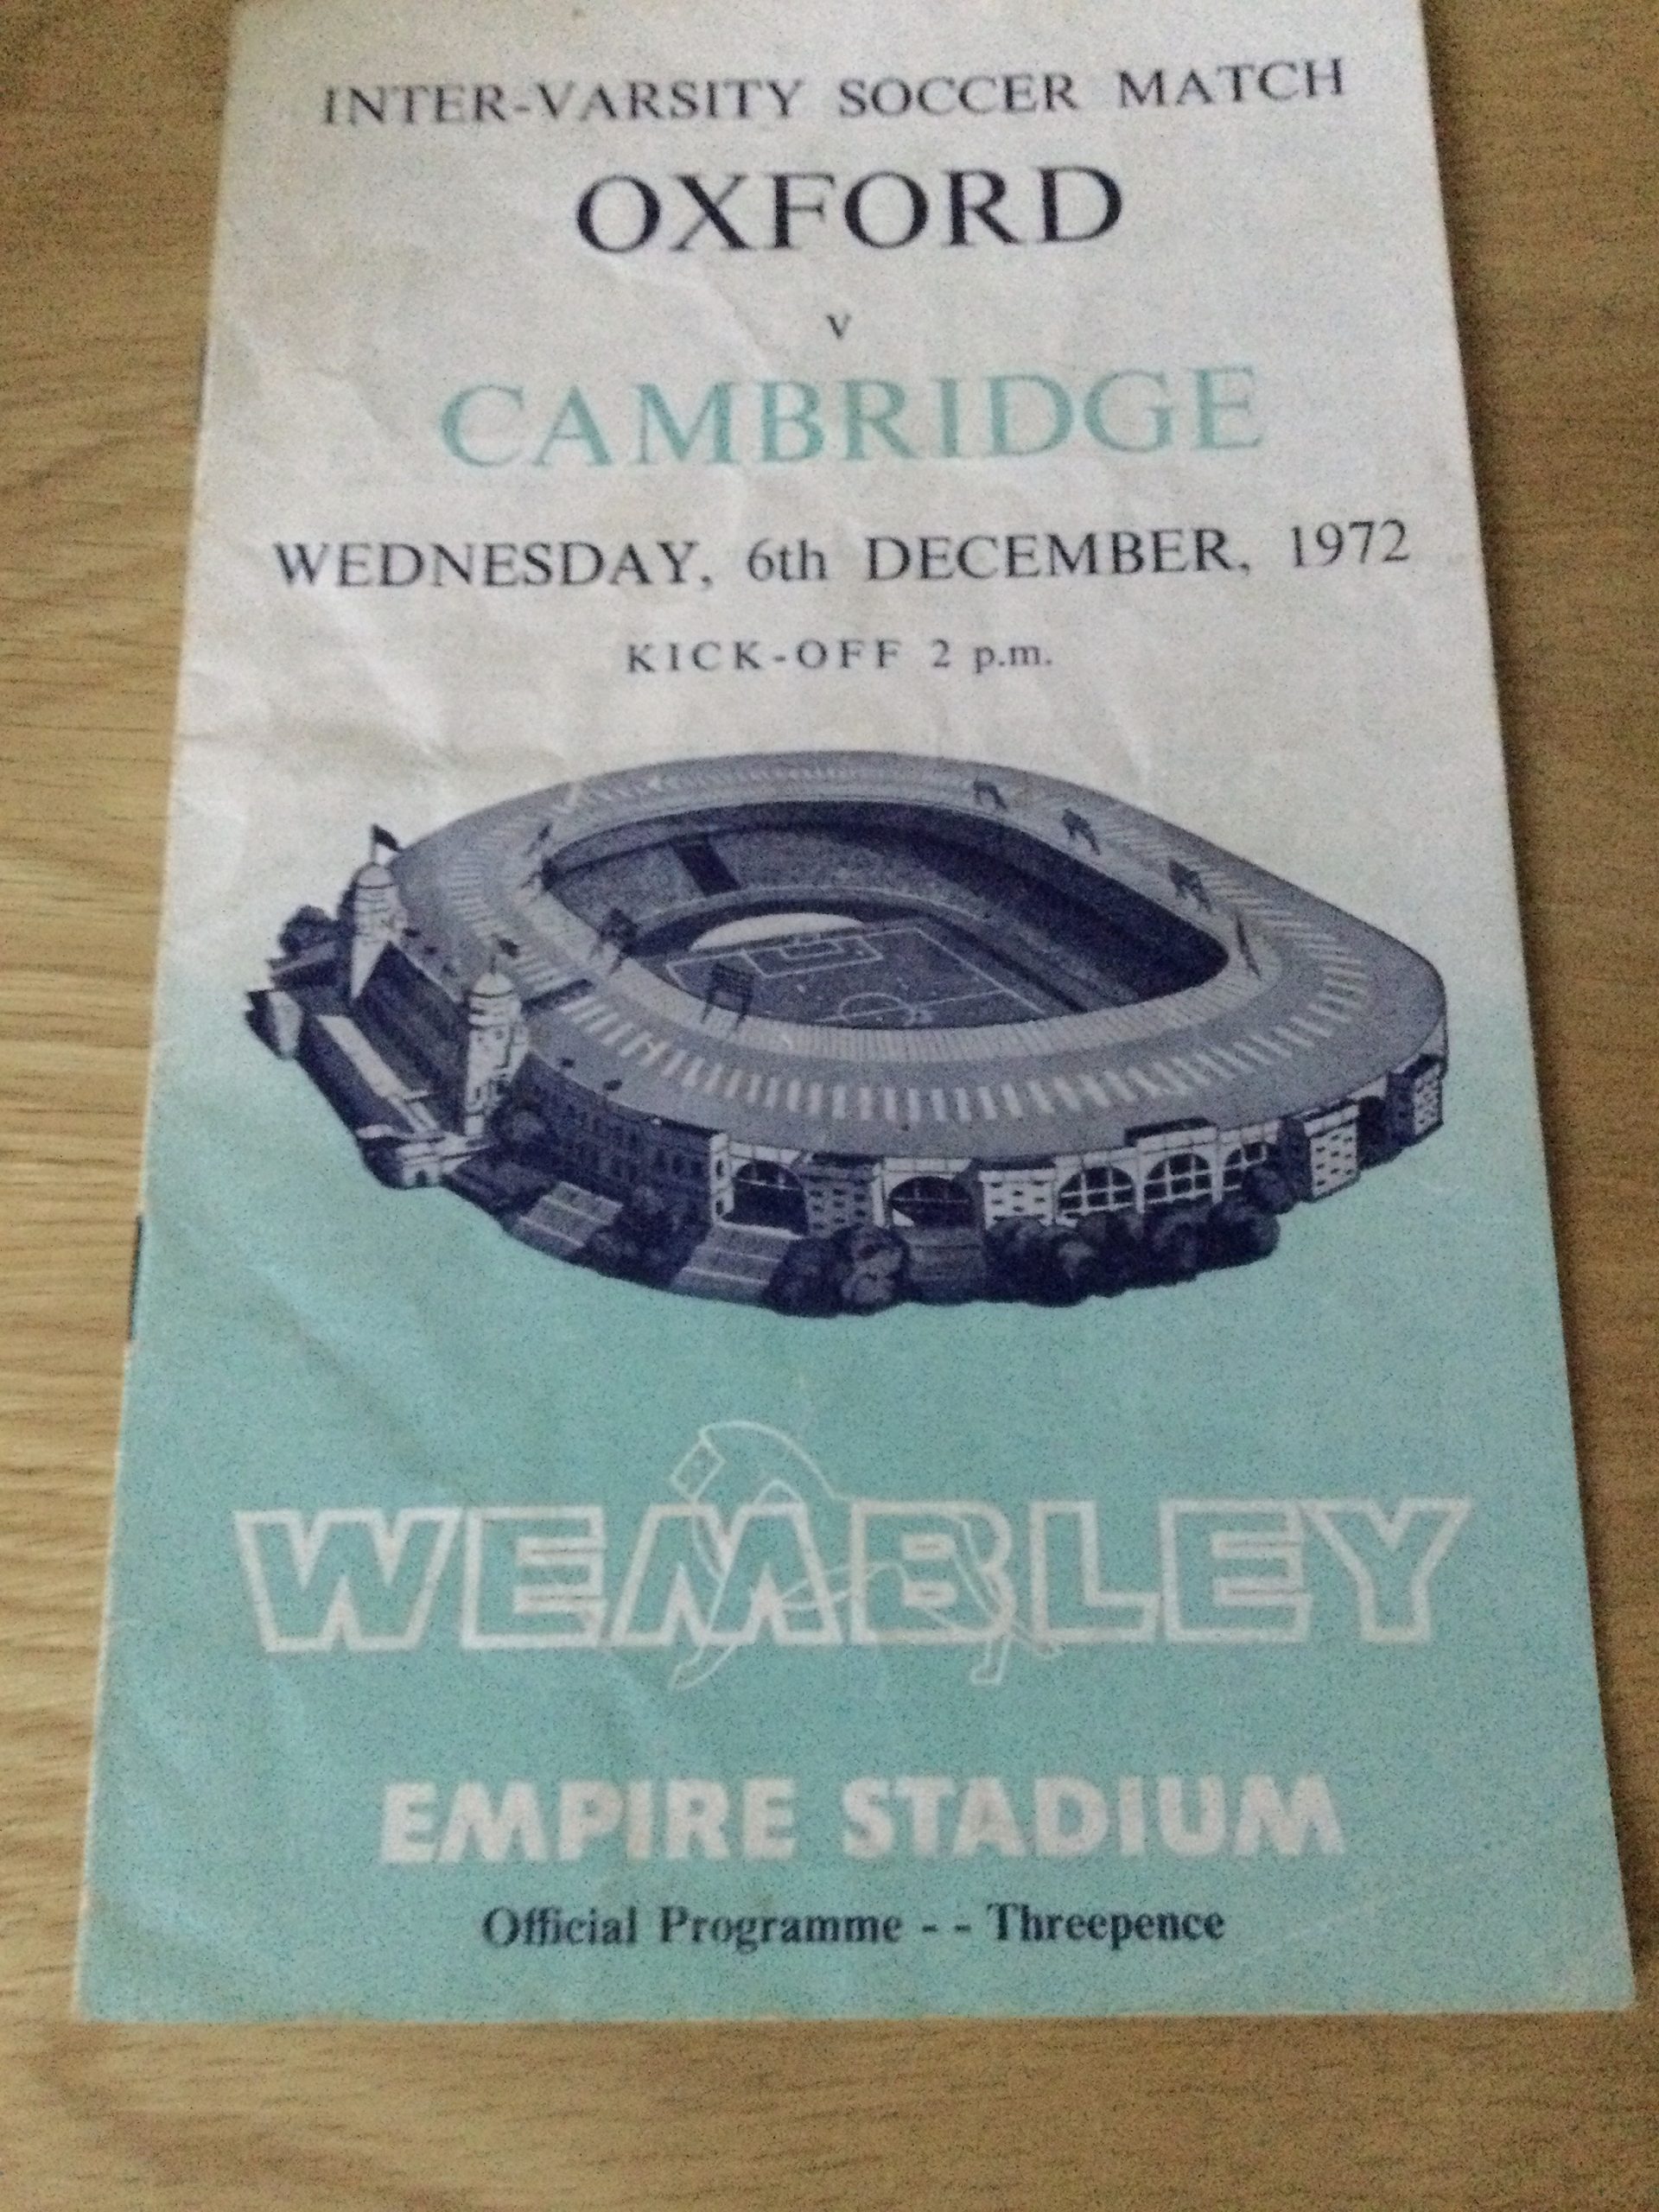 INTER-VARSITY SOCCER MATCH
OXFORD
v
CAMBRIDGE
WEDNESDAY, 6th DECEMBER, 1972
KICK-OFF 2 p.m.
WEMBLEY
EMPIRE STADIUM
Official Programme - - Threepence